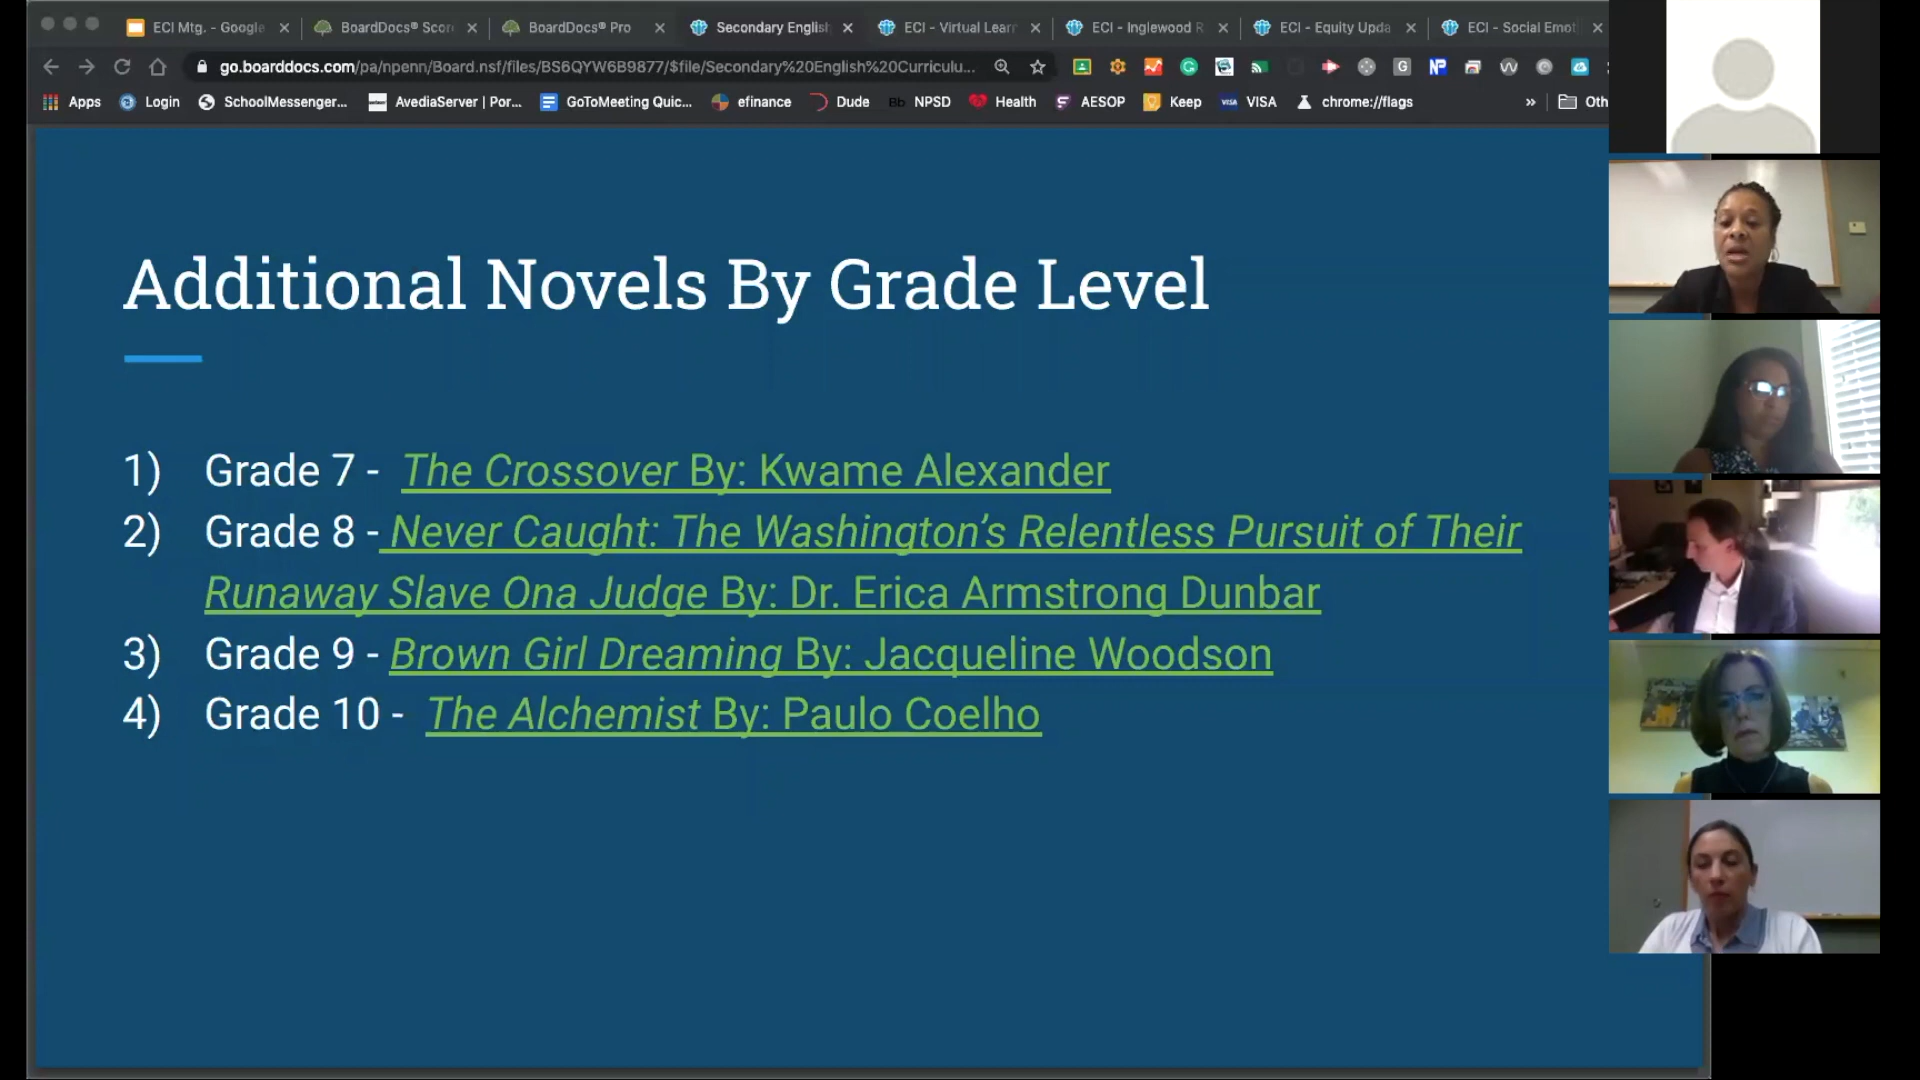 ECI Mtg. - Google
BoardDocs® Scor
BoardDocs® Pro
Secondary English
ECI - Virtual Lear
ECI - Inglewood R
ECI - Equity Upda
ECI - Social Emot
go.boarddocs.com/pa/npenn/Board.nsf/files/BS6QYW6B9877/$file/Secondary%20English%20Curriculu...
Apps Login SchoolMessenger... AvediaServer | Por... GoToMeeting Quic... efinance Dude Bb NPSD Health AESOP Keep VISA VISA chrome://flags » Oth
Additional Novels By Grade Level
1) Grade 7 - The Crossover By: Kwame Alexander
2) Grade 8 - Never Caught: The Washington's Relentless Pursuit of Their
Runaway Slave Ona Judge By: Dr. Erica Armstrong Dunbar
3) Grade 9 - Brown Girl Dreaming By: Jacqueline Woodson
4) Grade 10 - The Alchemist By: Paulo Coelho